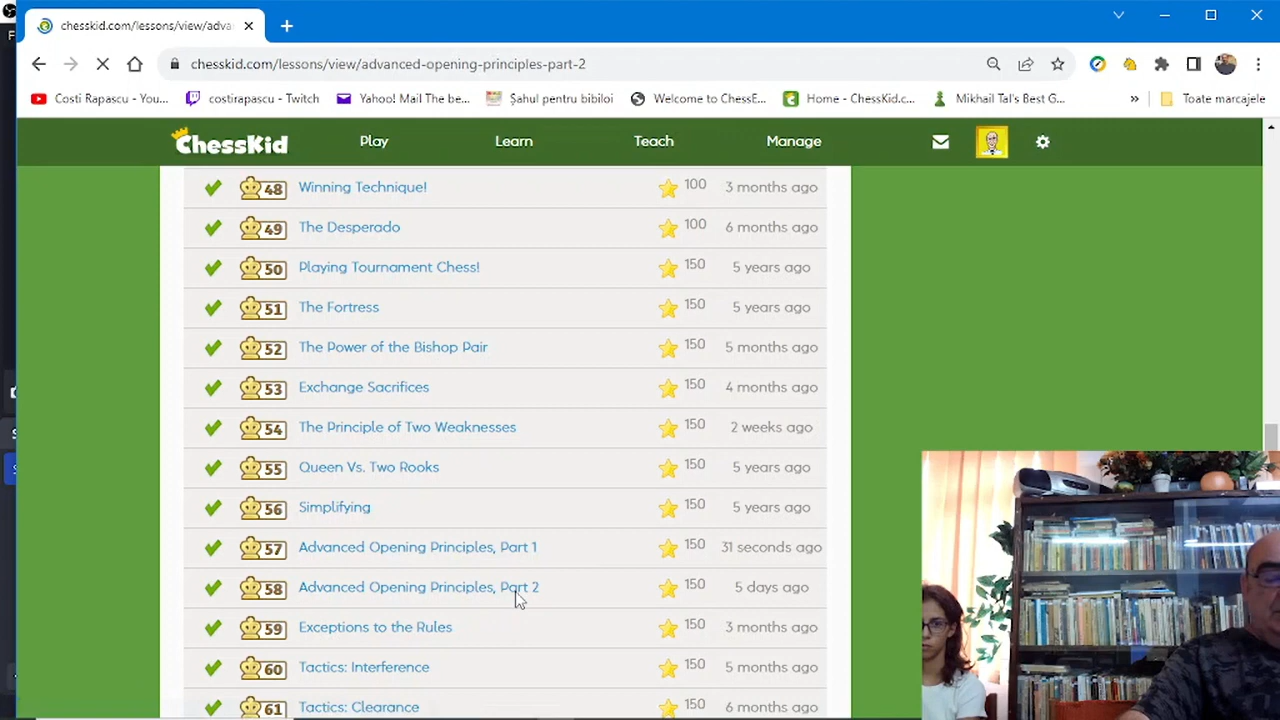 chesskid.com/lessons/view/adva
chesskid.com/lessons/view/advanced-opening-principles-part-2
Costi Rapascu - You...
costirapascu - Twitch
Yahoo! Mail The be...
Șahul pentru bibiloi
Welcome to ChessE...
Home - ChessKid.c...
Mikhail Tal's Best G...
»
Toate marcajele
ChessKid
Play
Learn
Teach
Manage
48 Winning Technique! 100 3 months ago
49 The Desperado 100 6 months ago
50 Playing Tournament Chess! 150 5 years ago
51 The Fortress 150 5 years ago
52 The Power of the Bishop Pair 150 5 months ago
53 Exchange Sacrifices 150 4 months ago
54 The Principle of Two Weaknesses 150 2 weeks ago
55 Queen Vs. Two Rooks 150 5 years ago
56 Simplifying 150 5 years ago
57 Advanced Opening Principles, Part 1 150 31 seconds ago
58 Advanced Opening Principles, Part 2 150 5 days ago
59 Exceptions to the Rules 150 3 months ago
60 Tactics: Interference 150 5 months ago
61 Tactics: Clearance 150 6 months ago